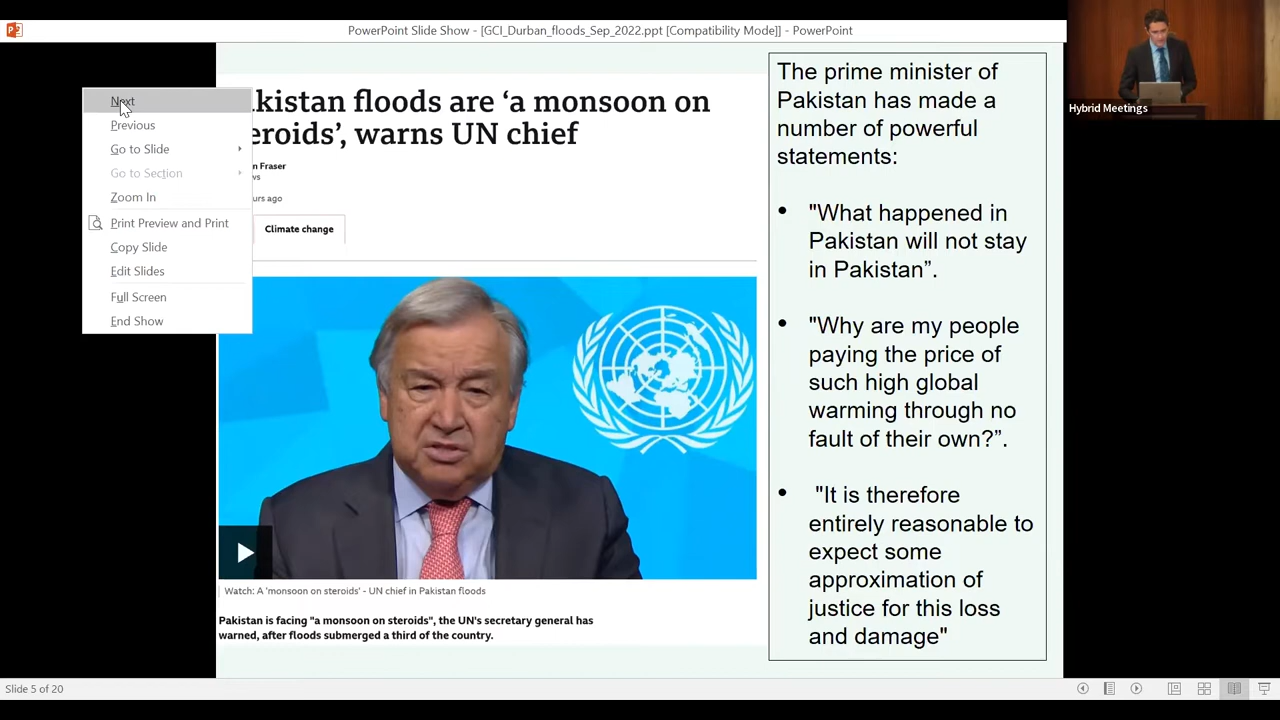 PowerPoint Slide Show - [GCI_Durban_floods_Sep_2022.ppt [Compatibility Mode]] - PowerPoint
Next
Previous
Go to Slide
Go to Section
Zoom In
Print Preview and Print
Copy Slide
Edit Slides
Full Screen
End Show
kistan floods are ‘a monsoon on
eroids’, warns UN chief
n Fraser
ws
urs ago
Climate change
Watch: A 'monsoon on steroids' - UN chief in Pakistan floods
Pakistan is facing "a monsoon on steroids", the UN's secretary general has
warned, after floods submerged a third of the country.
The prime minister of
Pakistan has made a
number of powerful
statements:
• "What happened in
Pakistan will not stay
in Pakistan”.
• "Why are my people
paying the price of
such high global
warming through no
fault of their own?”.
• "It is therefore
entirely reasonable to
expect some
approximation of
justice for this loss
and damage"
Hybrid Meetings
Slide 5 of 20